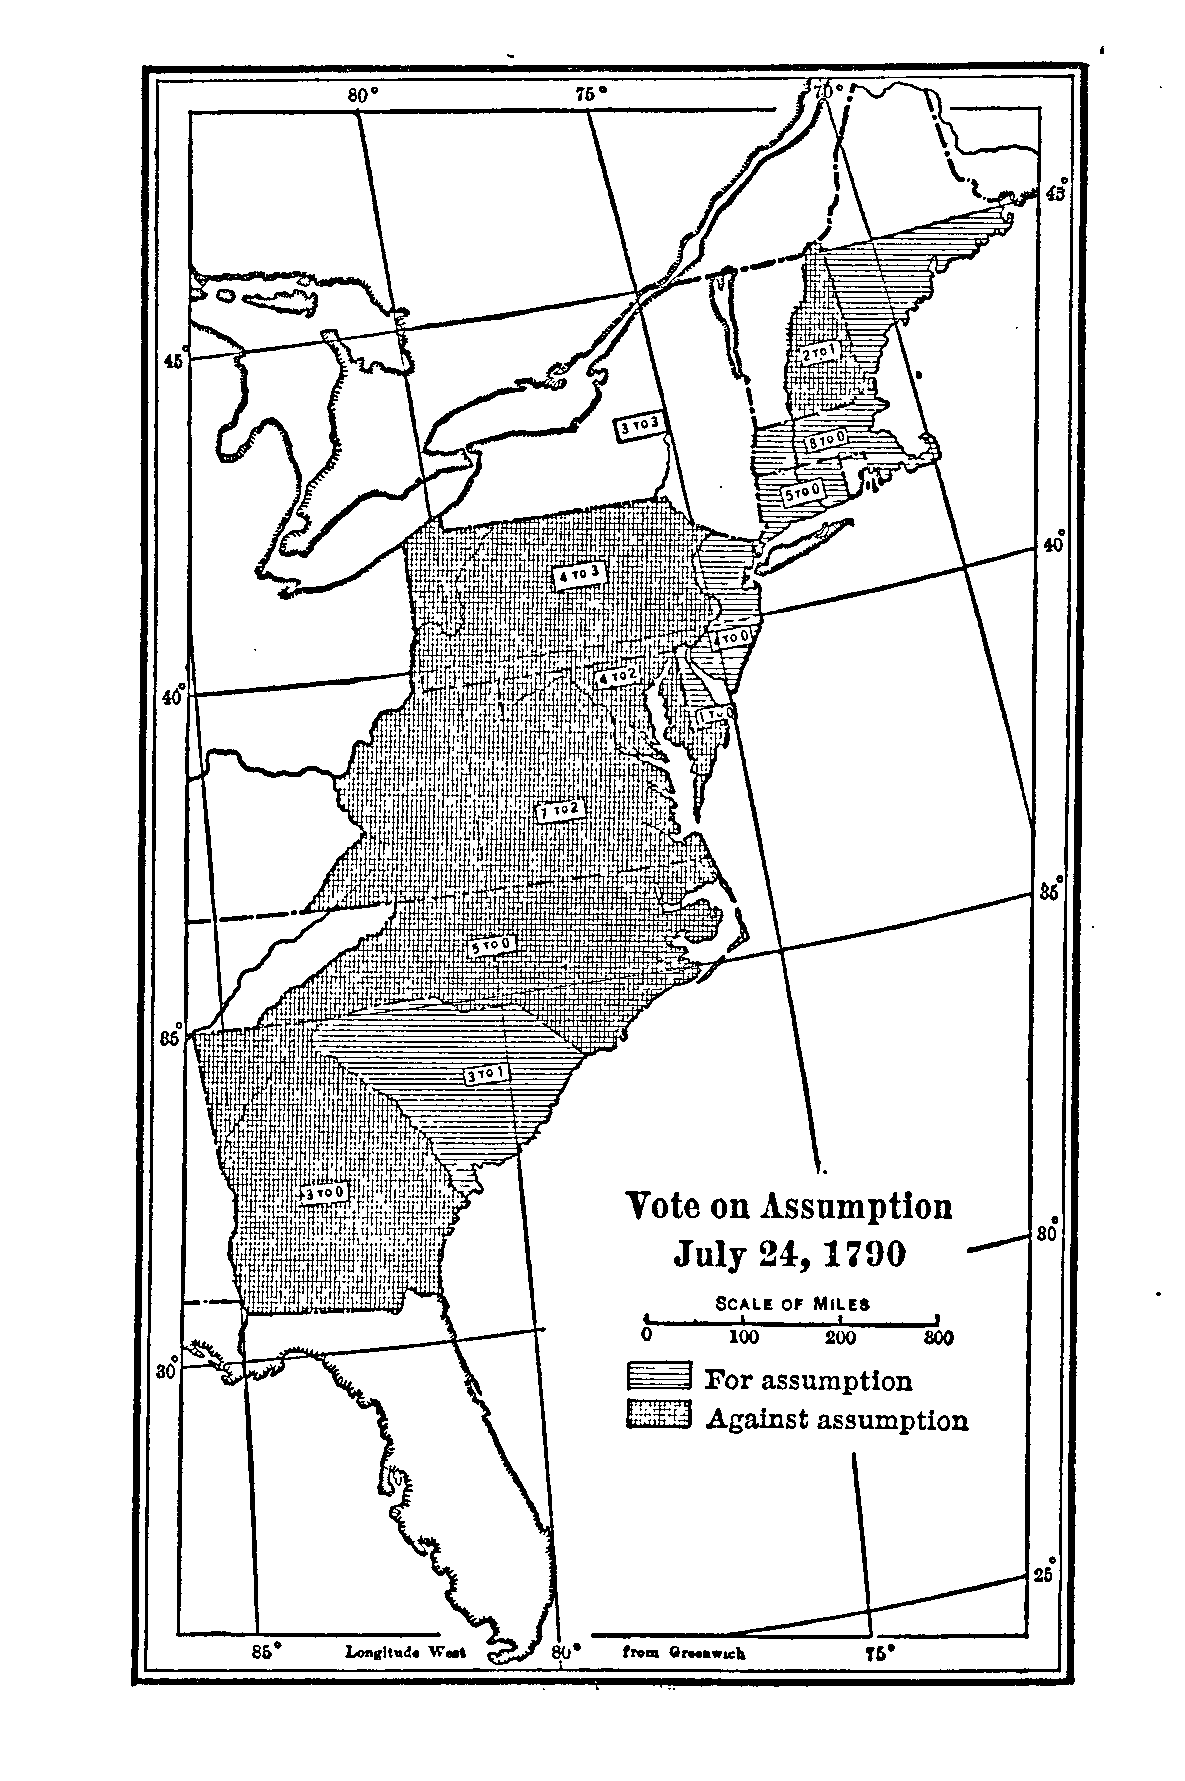 80° 75° 70°
45°
45°
2 TO 1
3 TO 3
8 TO 0
5 TO 0
40°
4 TO 3
4 TO 0
4 TO 2
40°
1 TO 0
7 TO 2
35°
5 TO 0
35°
3 TO 1
3 TO 0
Vote on Assumption
July 24, 1790
30°
SCALE OF MILES
0 100 200 300
30°
For assumption
Against assumption
25°
85° Longitude West 80° from Greenwich 75°